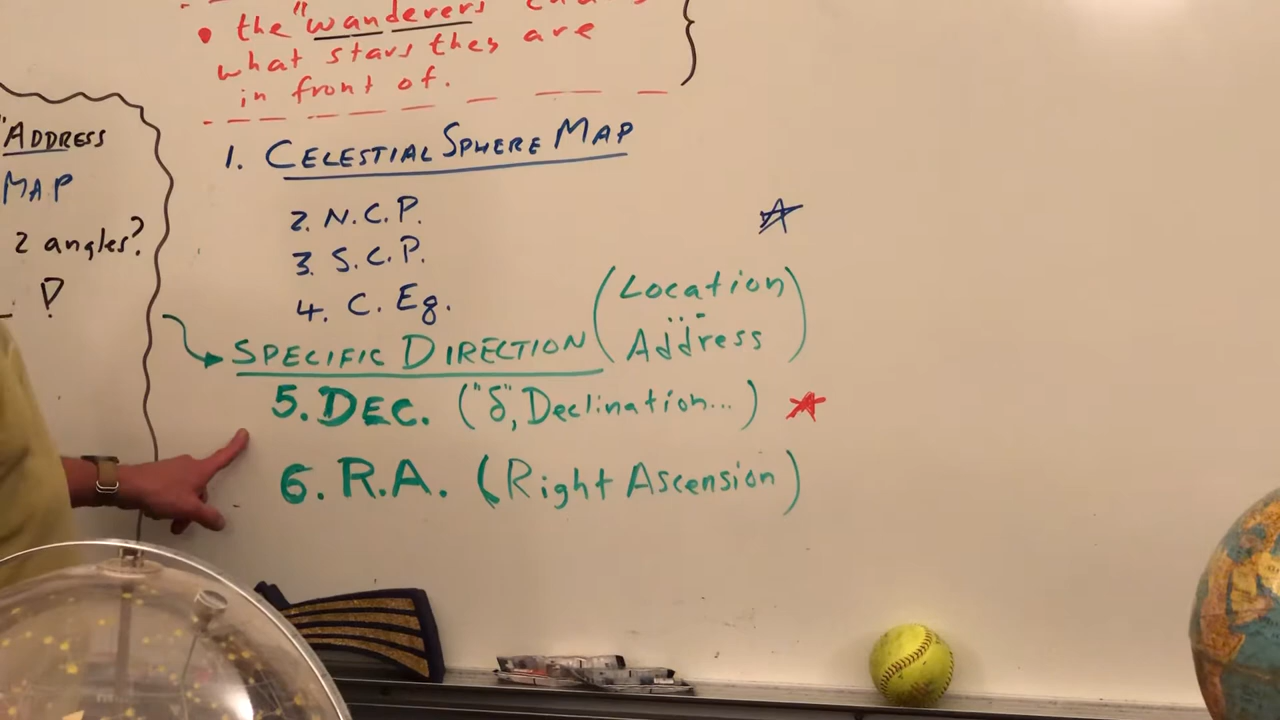 • the "wanderers
what stars they are
in front of.
"ADDRESS
MAP
2 angles?
1. CELESTIAL SPHERE MAP
2. N.C.P.
3. S.C.P.
4. C. Eq.
SPECIFIC DIRECTION (Location
Address)
5. DEC. ("δ", Declination...)
6. R.A. (Right Ascension)